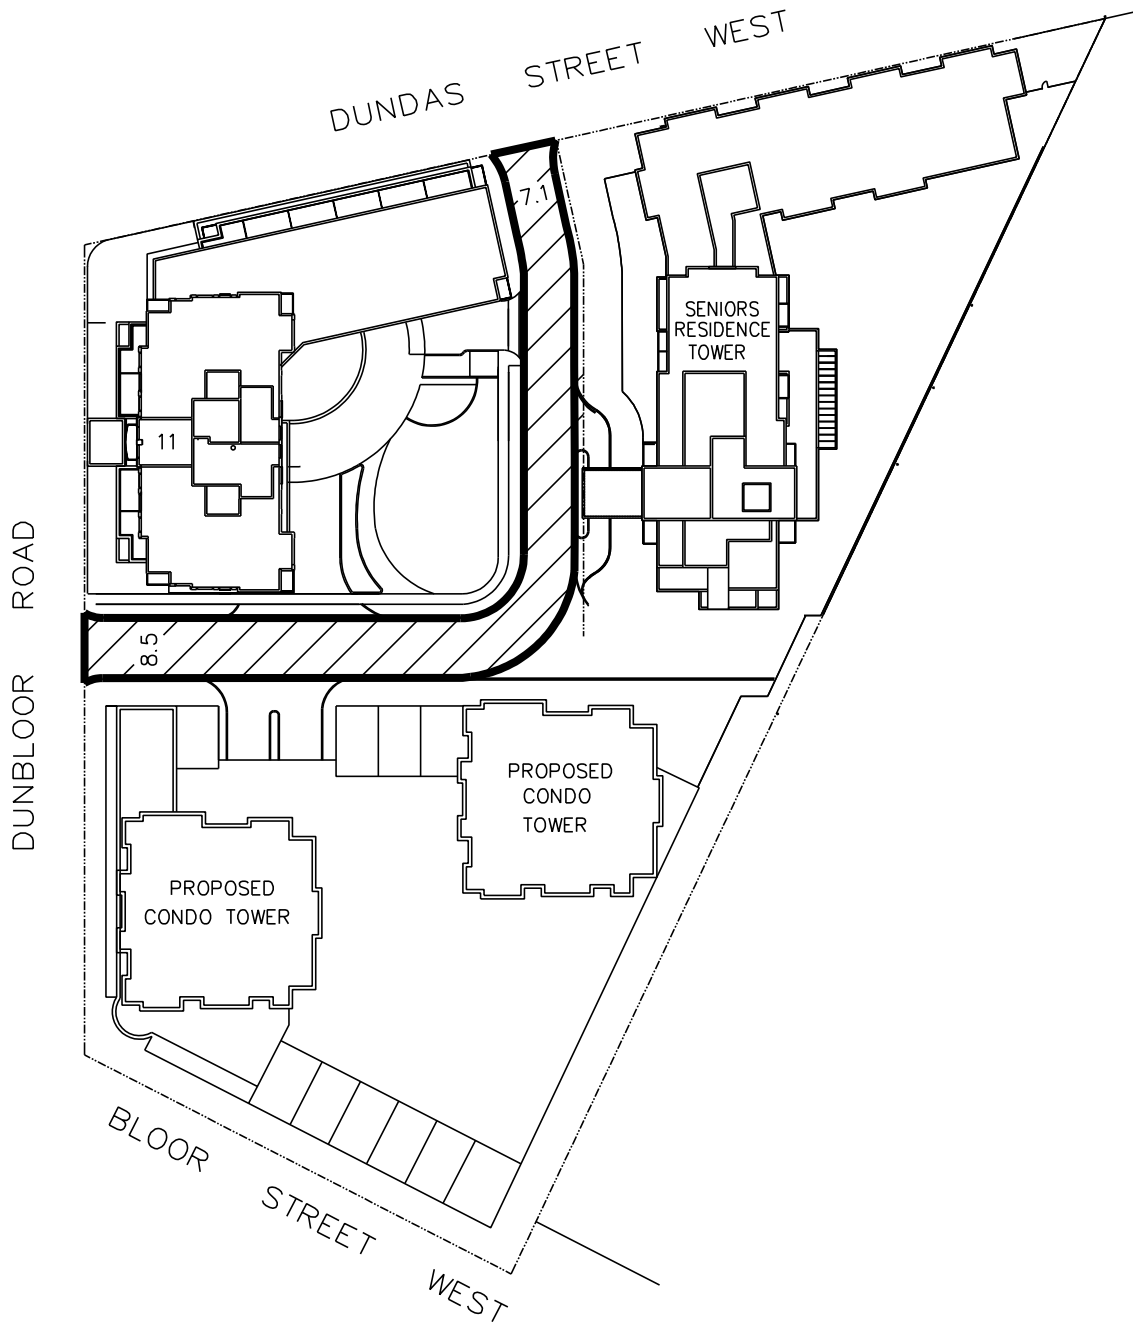 DUNDAS STREET WEST
7.1
SENIORS
RESIDENCE
TOWER
11
DUNBLOOR ROAD
8.5
PROPOSED
CONDO
TOWER
PROPOSED
CONDO TOWER
BLOOR STREET WEST